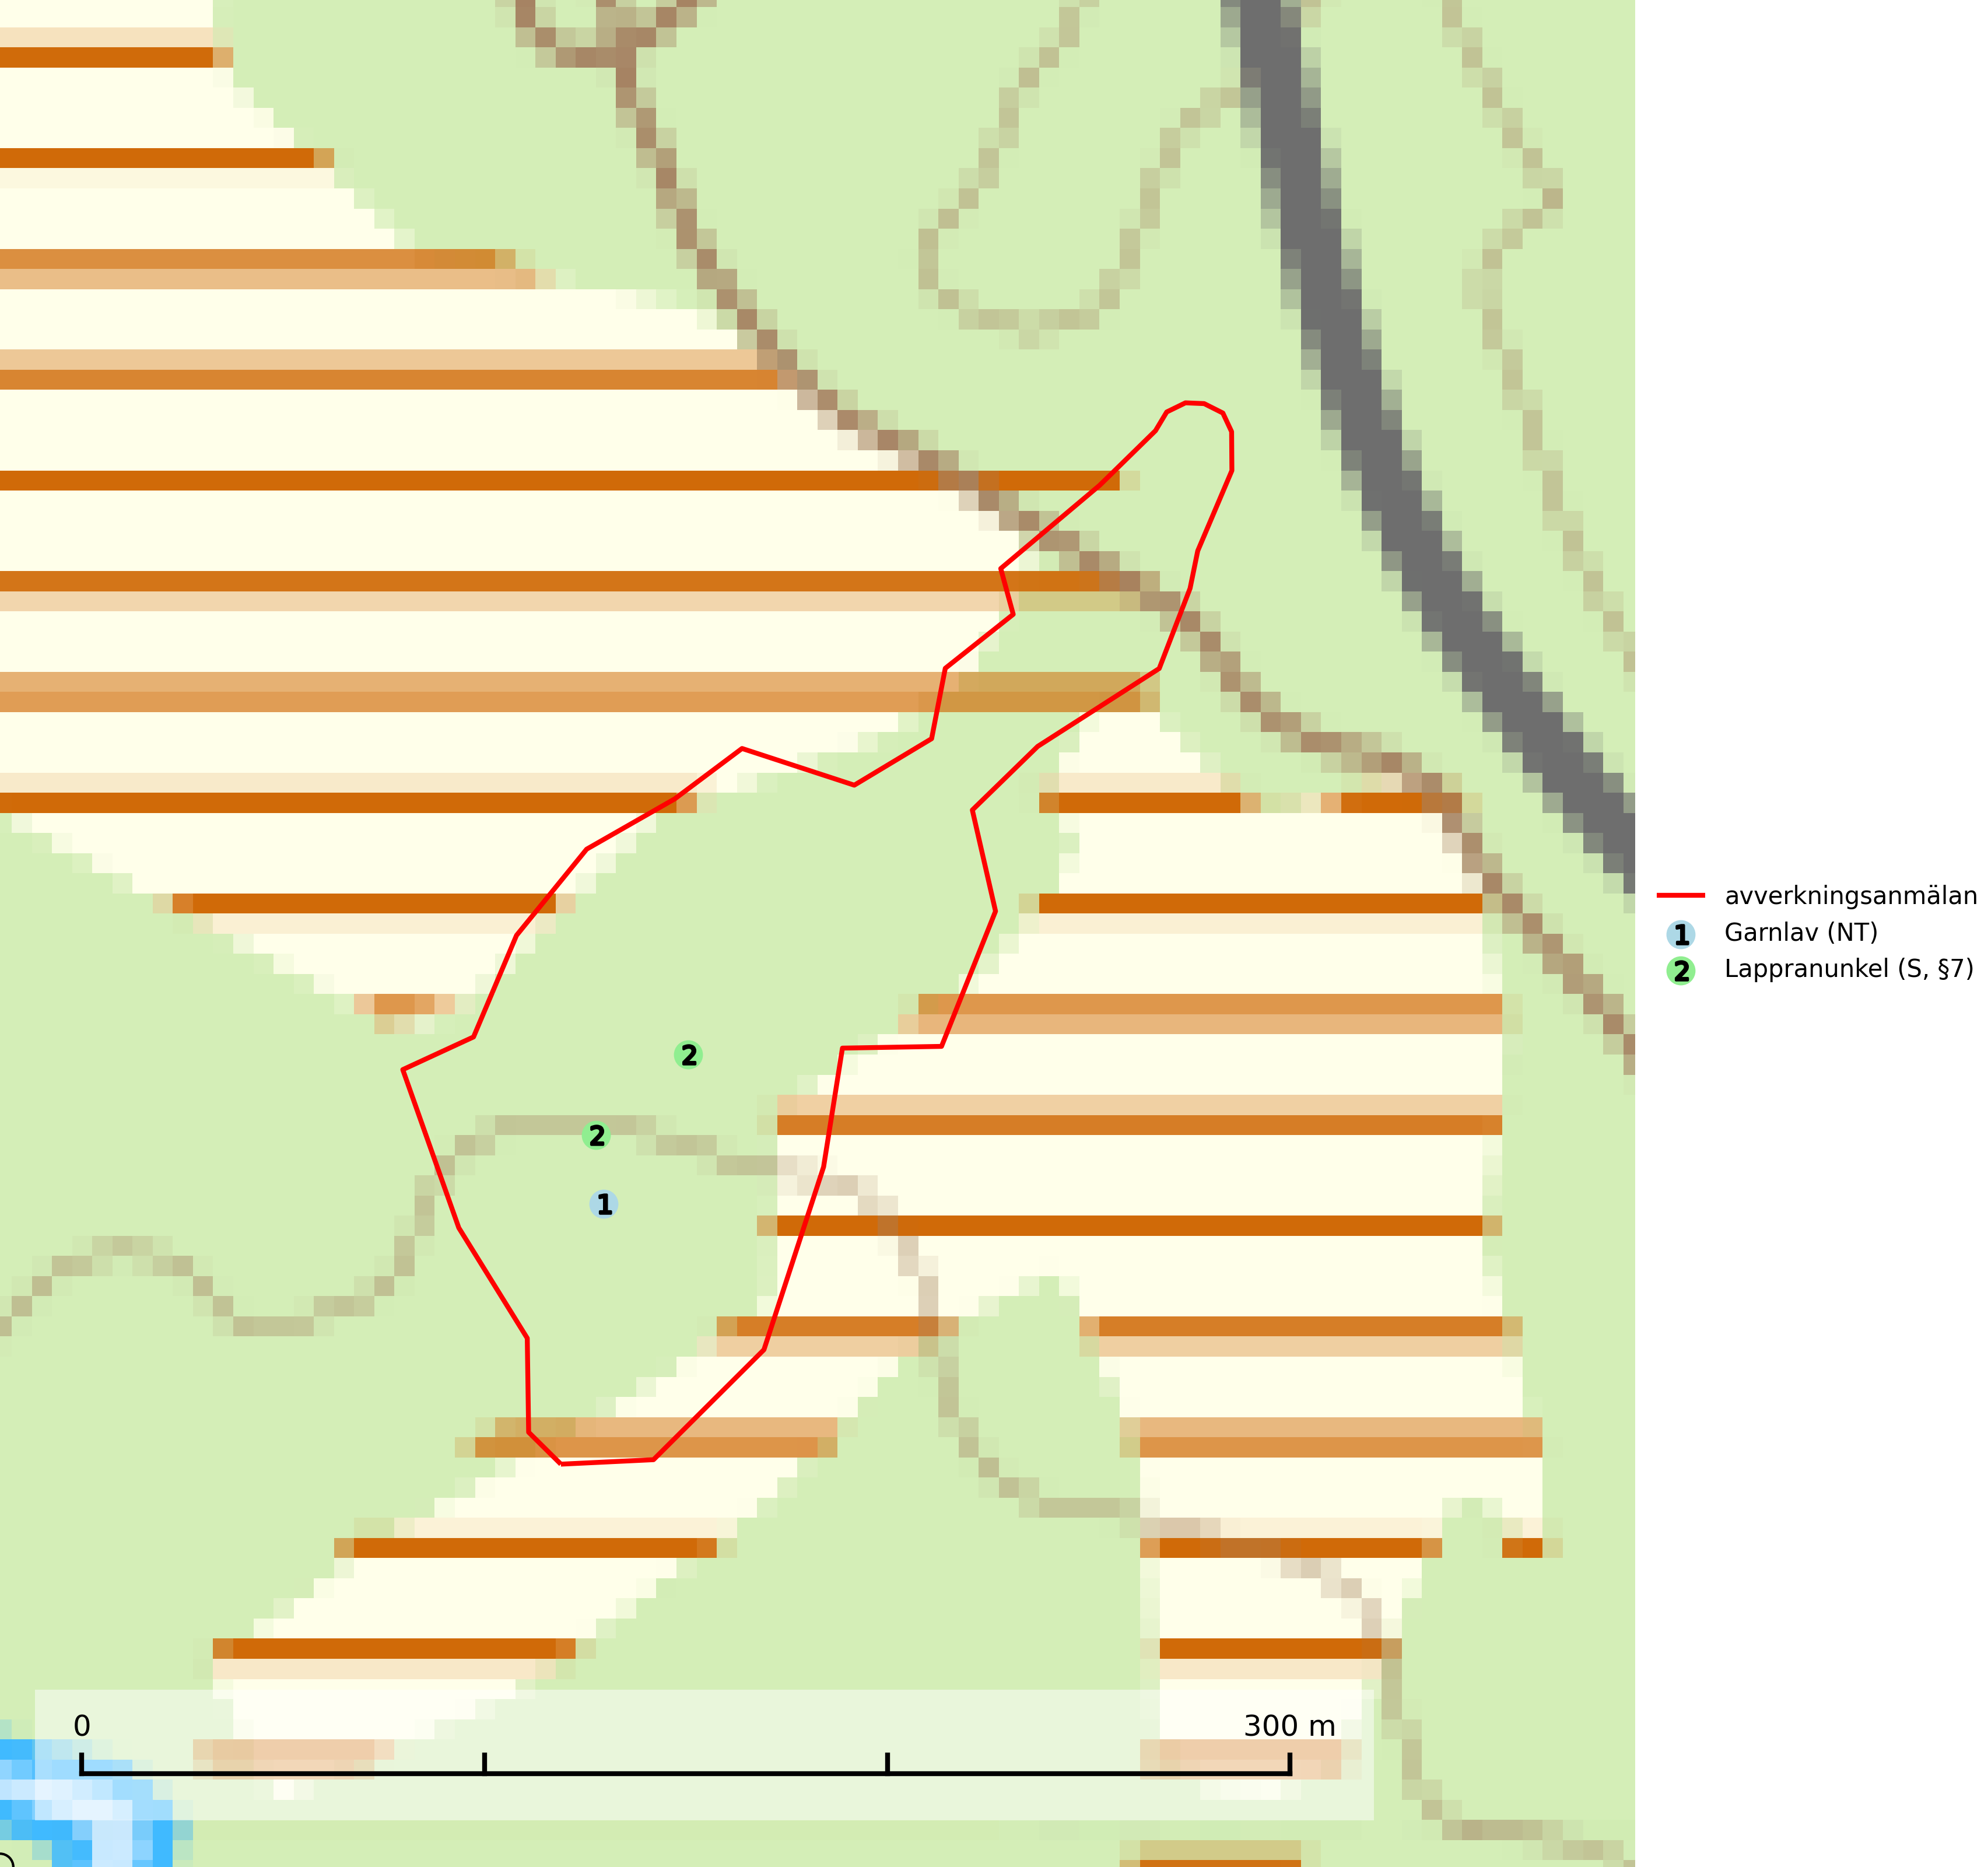 avverkningsanmälan
1 Garnlav (NT)
2 Lappranunkel (S, §7)
2
2
1
0 300 m